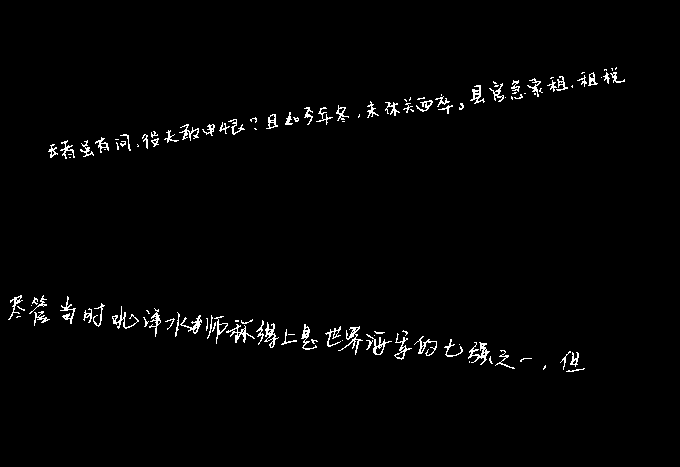 长者虽有问，役夫敢申恨？且如今年冬，未休关西卒。县官急索租，租税
尽管当时北洋水师称得上是世界海军的七强之一，但